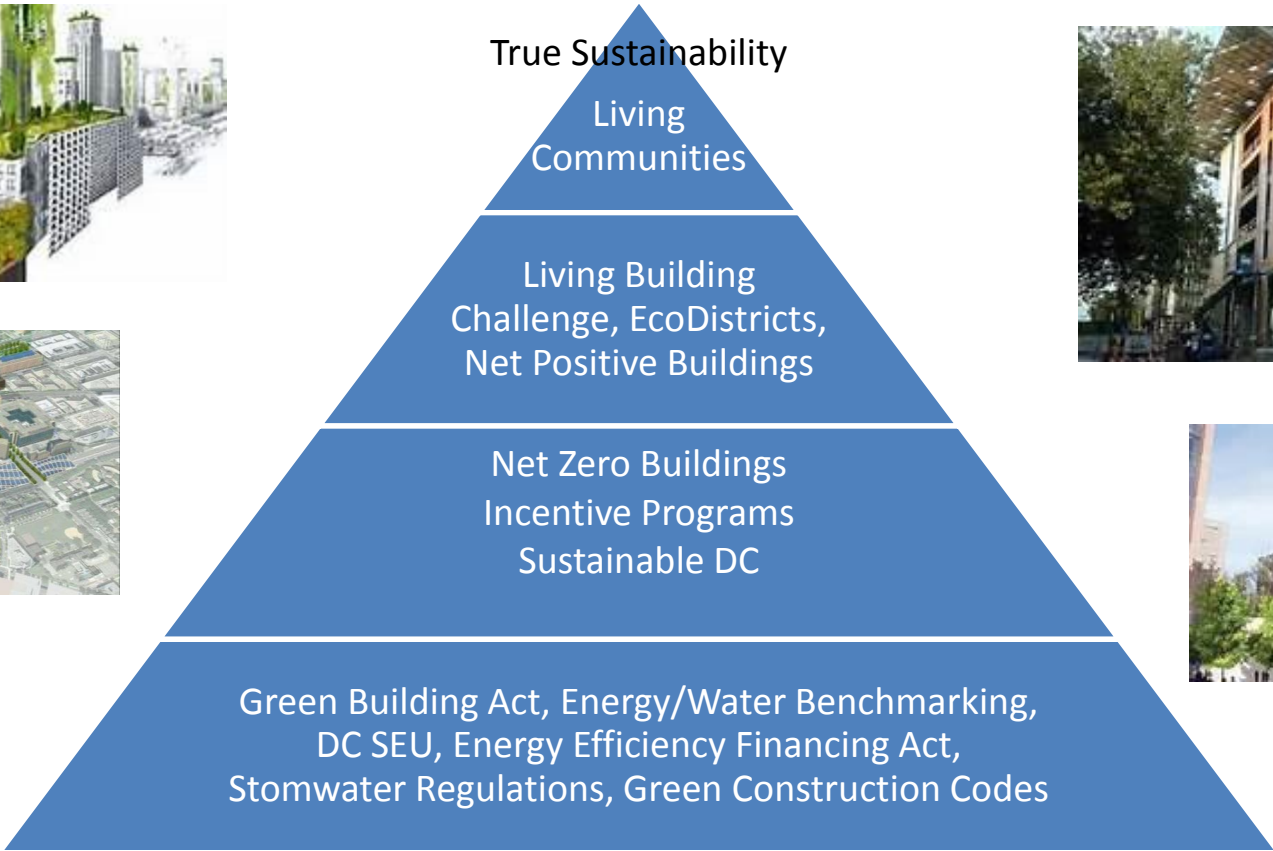 True Sustainability
Living
Communities
Living Building
Challenge, EcoDistricts,
Net Positive Buildings
Net Zero Buildings
Incentive Programs
Sustainable DC
Green Building Act, Energy/Water Benchmarking,
DC SEU, Energy Efficiency Financing Act,
Stomwater Regulations, Green Construction Codes